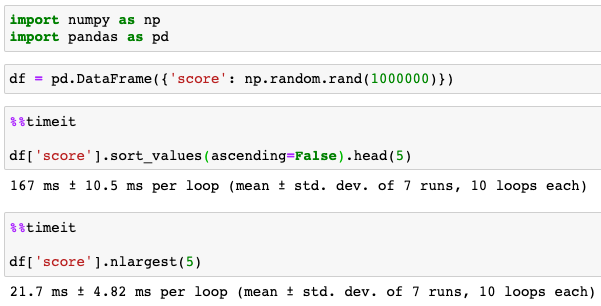 import numpy as np
import pandas as pd
df = pd.DataFrame({'score': np.random.rand(1000000)})
%%timeit
df['score'].sort_values(ascending=False).head(5)
167 ms ± 10.5 ms per loop (mean ± std. dev. of 7 runs, 10 loops each)
%%timeit
df['score'].nlargest(5)
21.7 ms ± 4.82 ms per loop (mean ± std. dev. of 7 runs, 10 loops each)